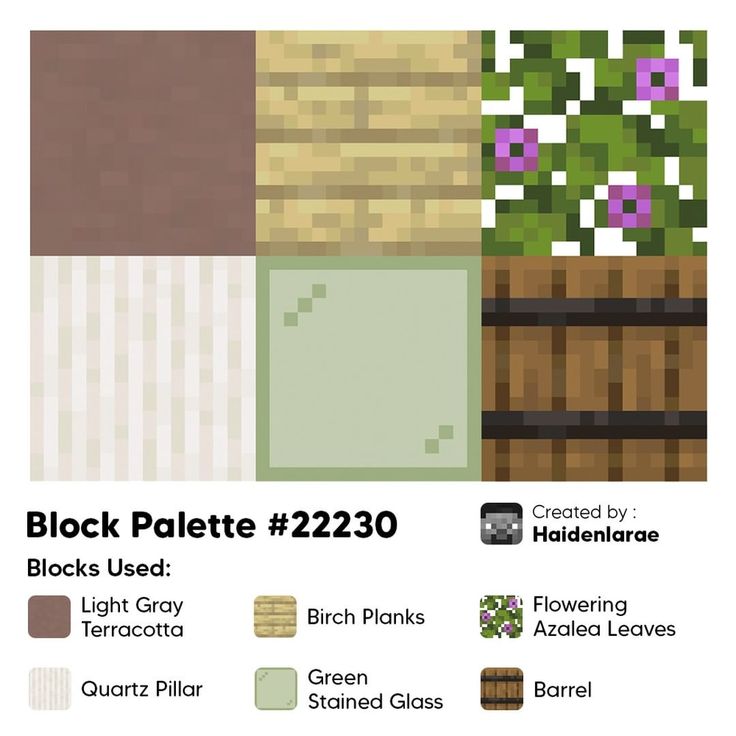 Block Palette #22230
Created by :
Haidenlarae
Blocks Used:
Light Gray
Terracotta
Birch Planks
Flowering
Azalea Leaves
Quartz Pillar
Green
Stained Glass
Barrel